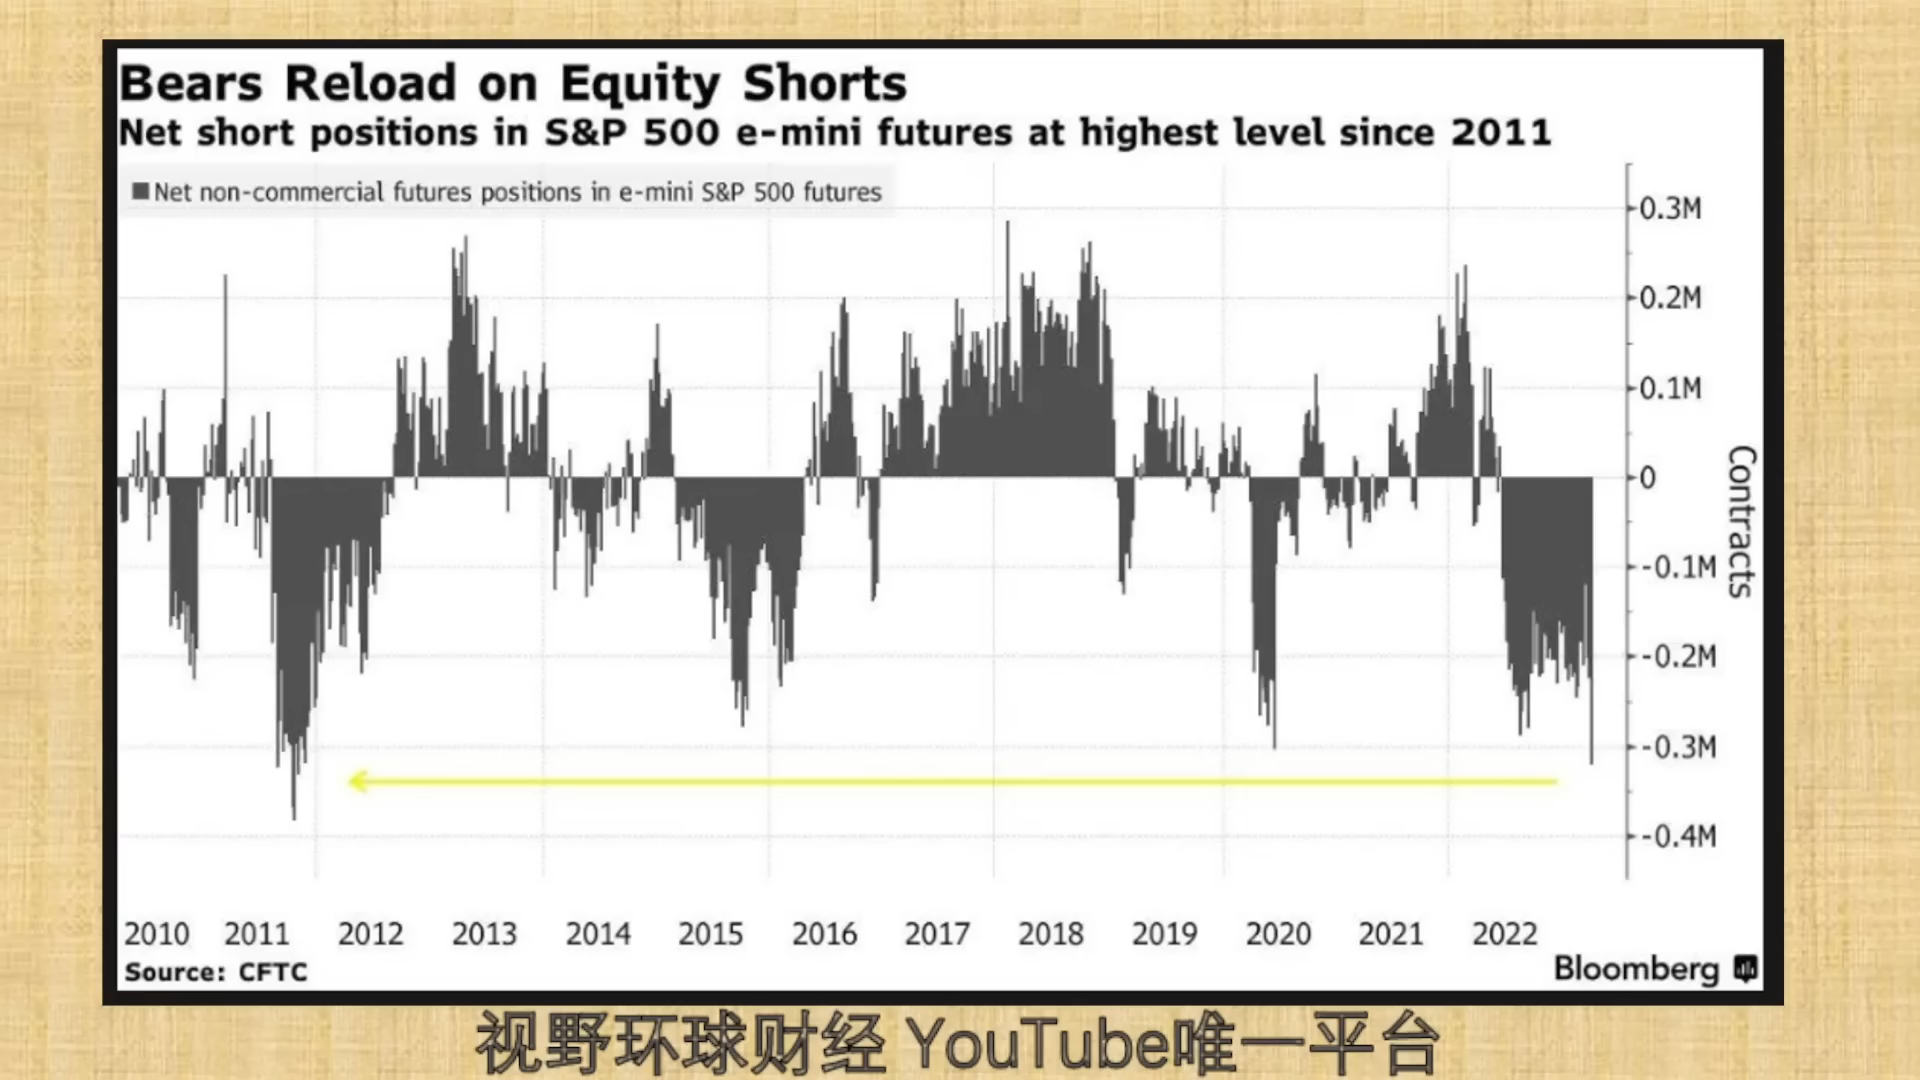 Bears Reload on Equity Shorts
Net short positions in S&P 500 e-mini futures at highest level since 2011
Net non-commercial futures positions in e-mini S&P 500 futures
0.3M
0.2M
0.1M
0
-0.1M
-0.2M
-0.3M
-0.4M
Contracts
2010 2011 2012 2013 2014 2015 2016 2017 2018 2019 2020 2021 2022
Source: CFTC
Bloomberg
视野环球财经 YouTube唯一平台